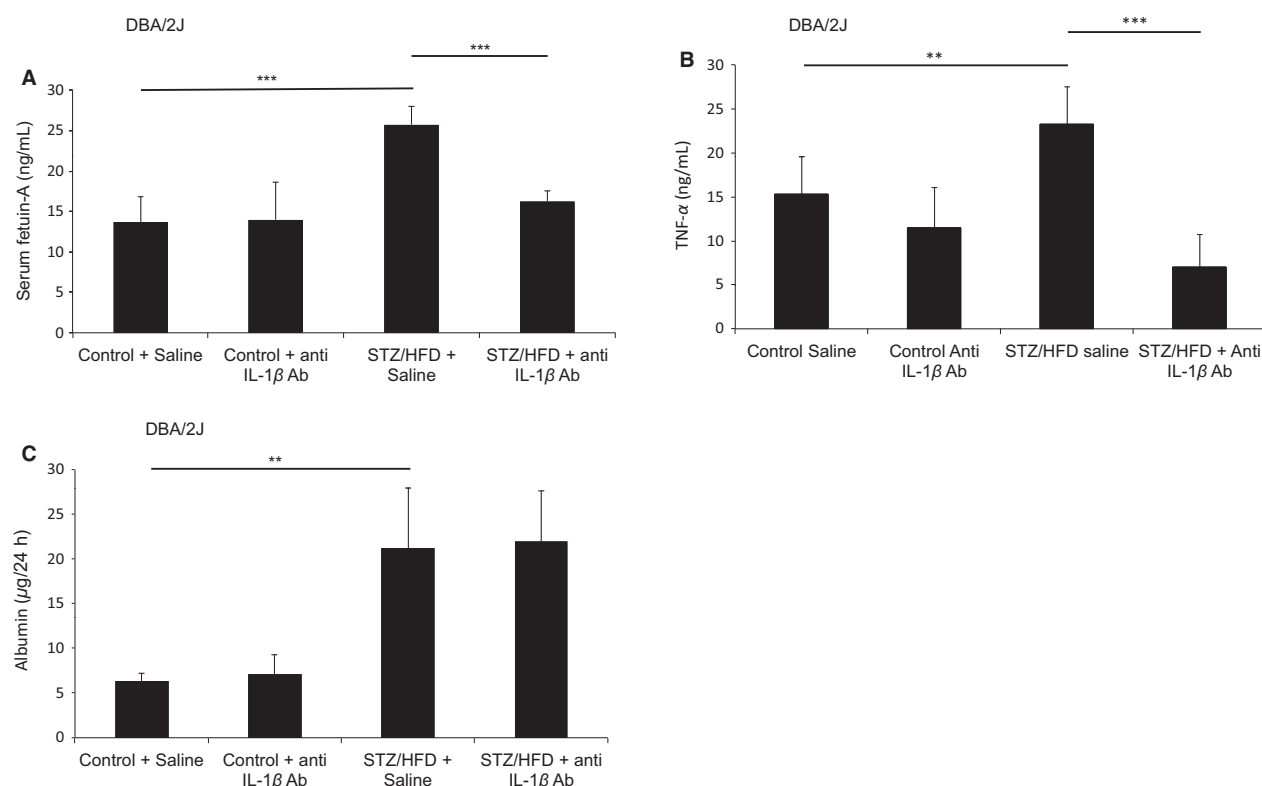 DBA/2J
A
***
***
Serum fetuin-A (ng/mL)
30
25
20
15
10
5
0
Control + Saline
Control + anti
IL-1β Ab
STZ/HFD +
Saline
STZ/HFD + anti
IL-1β Ab
DBA/2J
B
**
***
TNF-α (ng/mL)
30
25
20
15
10
5
0
Control Saline
Control Anti
IL-1β Ab
STZ/HFD saline
STZ/HFD + Anti
IL-1β Ab
DBA/2J
C
**
Albumin (µg/24 h)
30
25
20
15
10
5
0
Control + Saline
Control + anti
IL-1β Ab
STZ/HFD +
Saline
STZ/HFD + anti
IL-1β Ab